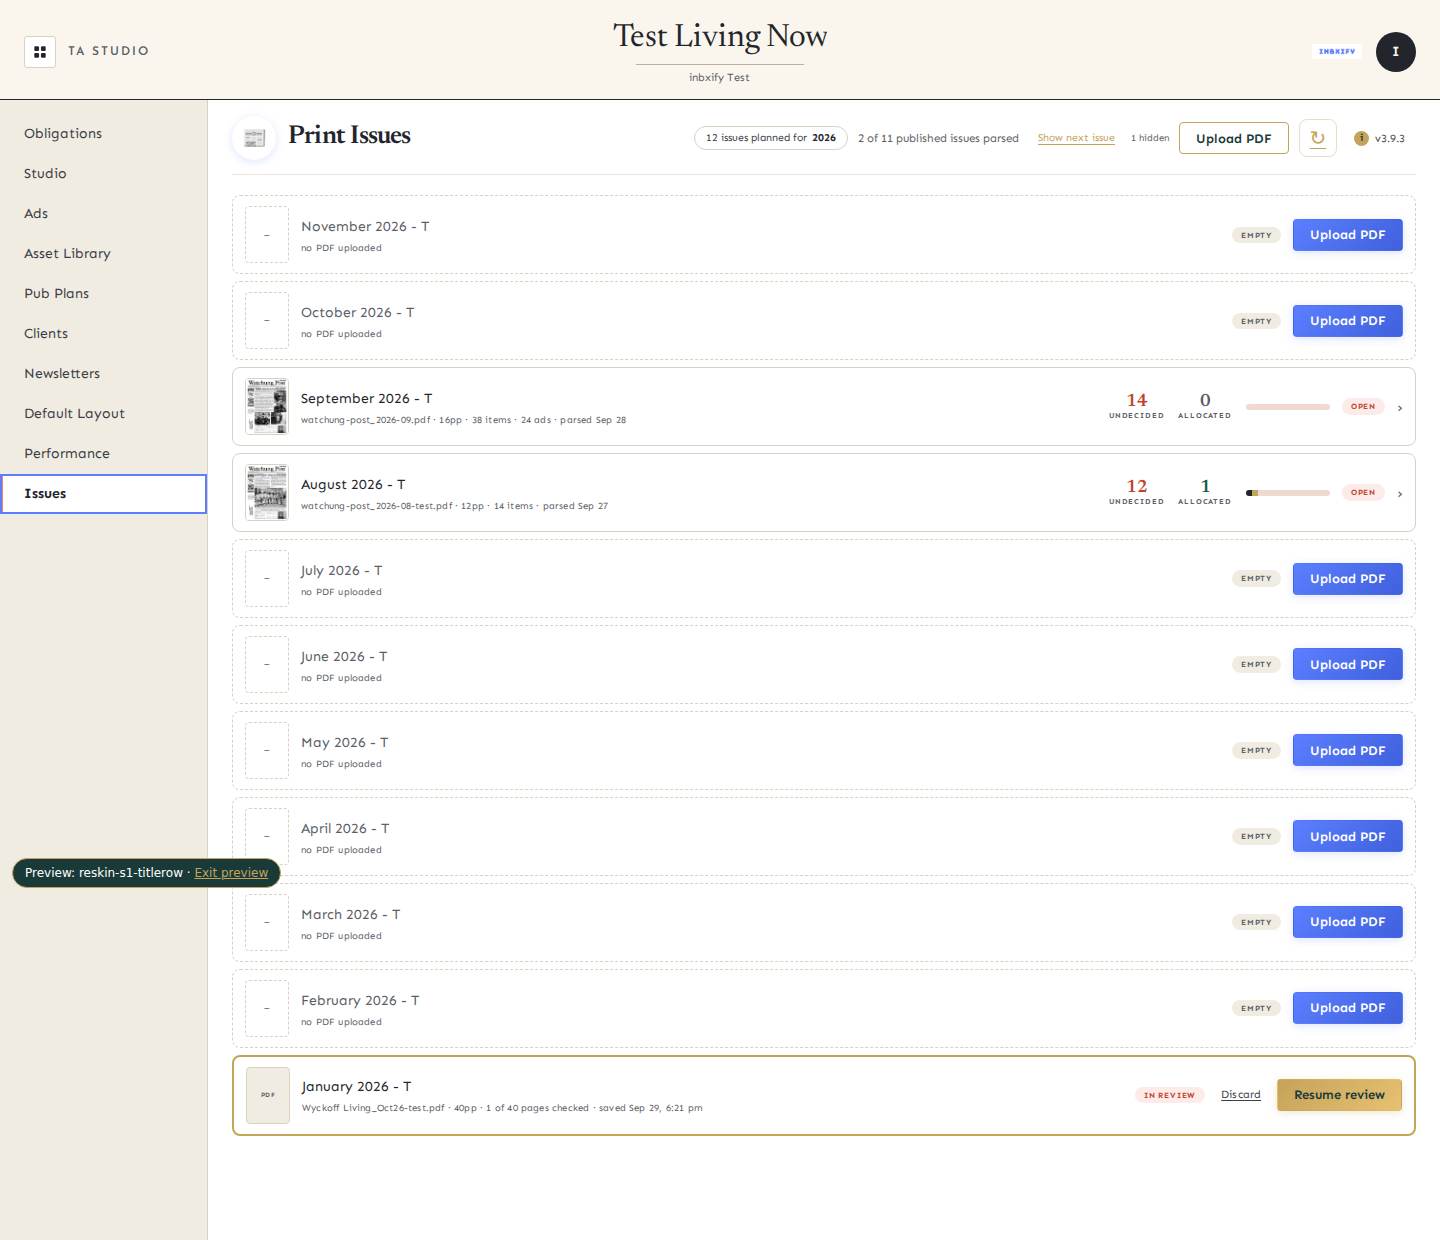 TA STUDIO
Test Living Now
inbxify Test
INBXIFY
I
Obligations
Studio
Ads
Asset Library
Pub Plans
Clients
Newsletters
Default Layout
Performance
Issues
Print Issues
12 issues planned for 2026
2 of 11 published issues parsed
Show next issue
1 hidden
Upload PDF
↻
i
v3.9.3
–
November 2026 - T
no PDF uploaded
EMPTY
Upload PDF
–
October 2026 - T
no PDF uploaded
EMPTY
Upload PDF
Watchung Post
September 2026 - T
watchung-post_2026-09.pdf · 16pp · 38 items · 24 ads · parsed Sep 28
14
UNDECIDED
0
ALLOCATED
OPEN
›
Watchung Post
August 2026 - T
watchung-post_2026-08-test.pdf · 12pp · 14 items · parsed Sep 27
12
UNDECIDED
1
ALLOCATED
OPEN
›
–
July 2026 - T
no PDF uploaded
EMPTY
Upload PDF
–
June 2026 - T
no PDF uploaded
EMPTY
Upload PDF
–
May 2026 - T
no PDF uploaded
EMPTY
Upload PDF
–
April 2026 - T
no PDF uploaded
EMPTY
Upload PDF
Preview: reskin-s1-titlerow · Exit preview
–
March 2026 - T
no PDF uploaded
EMPTY
Upload PDF
–
February 2026 - T
no PDF uploaded
EMPTY
Upload PDF
PDF
January 2026 - T
Wyckoff Living_Oct26-test.pdf · 40pp · 1 of 40 pages checked · saved Sep 29, 6:21 pm
IN REVIEW
Discard
Resume review